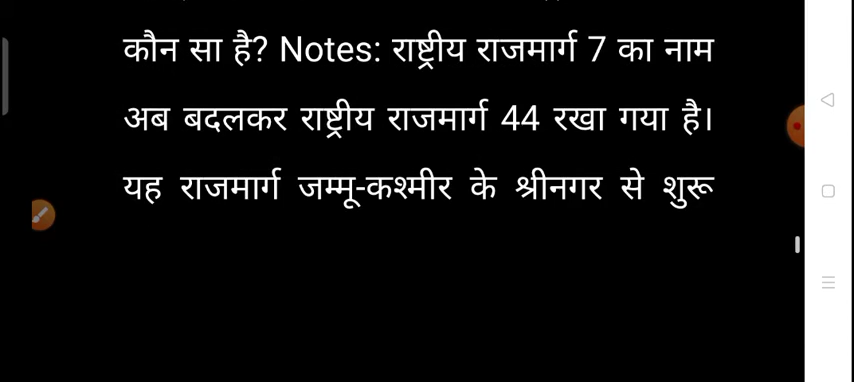 कौन सा है? Notes: राष्ट्रीय राजमार्ग 7 का नाम
अब बदलकर राष्ट्रीय राजमार्ग 44 रखा गया है।
यह राजमार्ग जम्मू-कश्मीर के श्रीनगर से शुरू